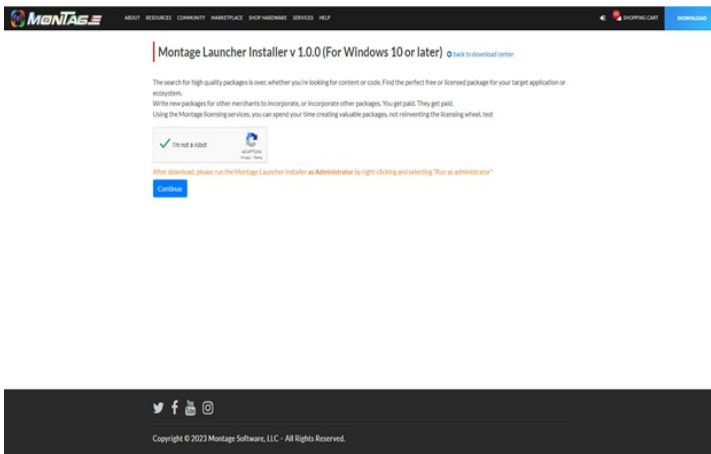 MONTAGE
ABOUT RESOURCES COMMUNITY MARKETPLACE SHOP HARDWARE SERVICES HELP
SHOPPING CART
DOWNLOAD
Montage Launcher Installer v 1.0.0 (For Windows 10 or later) back to download center
The search for high quality packages is over, whether you're looking for content or code. Find the perfect free or licensed package for your target application or
ecosystem.
Write new packages for other merchants to incorporate, or incorporate other packages. You get paid. They get paid.
Using the Montage licensing services, you can spend your time creating valuable packages, not reinventing the licensing wheel. test
I'm not a robot
reCAPTCHA
Privacy - Terms
After download, please run the Montage Launcher Installer as Administrator by right-clicking and selecting "Run as administrator"
Continue
You Tube
Copyright © 2023 Montage Software, LLC - All Rights Reserved.